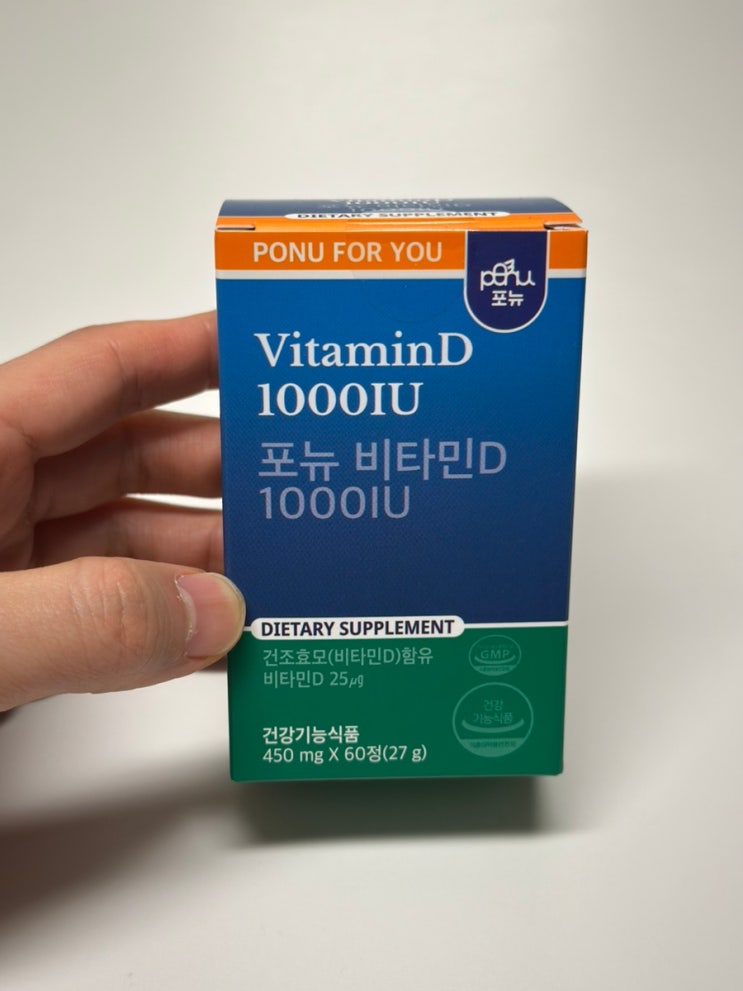 DIETARY SUPPLEMENT
PONU FOR YOU
ponu
포뉴
VitaminD
1000IU
포뉴 비타민D
1000IU
DIETARY SUPPLEMENT
건조효모(비타민D)함유
비타민D 25㎍
GMP
건강
기능식품
건강기능식품
450 mg X 60정(27 g)